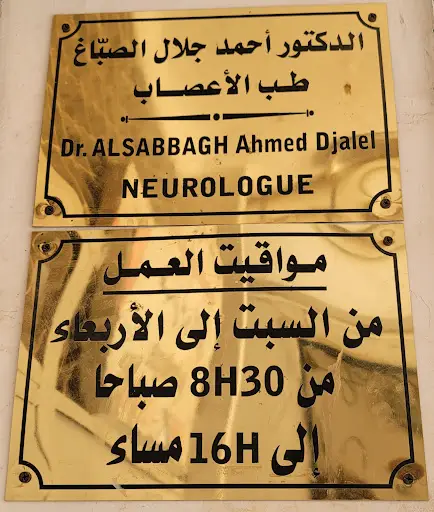 الدكتور أحمد جلال الصبّاغ
طب الأعصاب
Dr. ALSABBAGH Ahmed Djalel
NEUROLOGUE
مواقيت العمل
من السبت إلى الأربعاء
من 8H30 صباحا
إلى 16H مساء